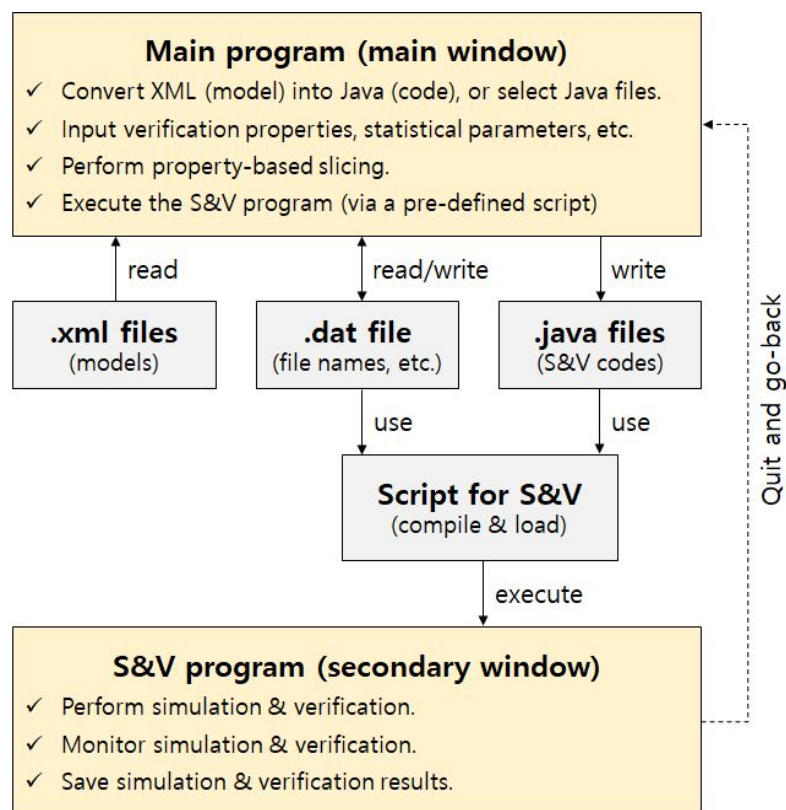 Main program (main window)
✓ Convert XML (model) into Java (code), or select Java files.
✓ Input verification properties, statistical parameters, etc.
✓ Perform property-based slicing.
✓ Execute the S&V program (via a pre-defined script)
read
read/write
write
.xml files
(models)
.dat file
(file names, etc.)
.java files
(S&V codes)
use
use
Script for S&V
(compile & load)
execute
Quit and go-back
S&V program (secondary window)
✓ Perform simulation & verification.
✓ Monitor simulation & verification.
✓ Save simulation & verification results.